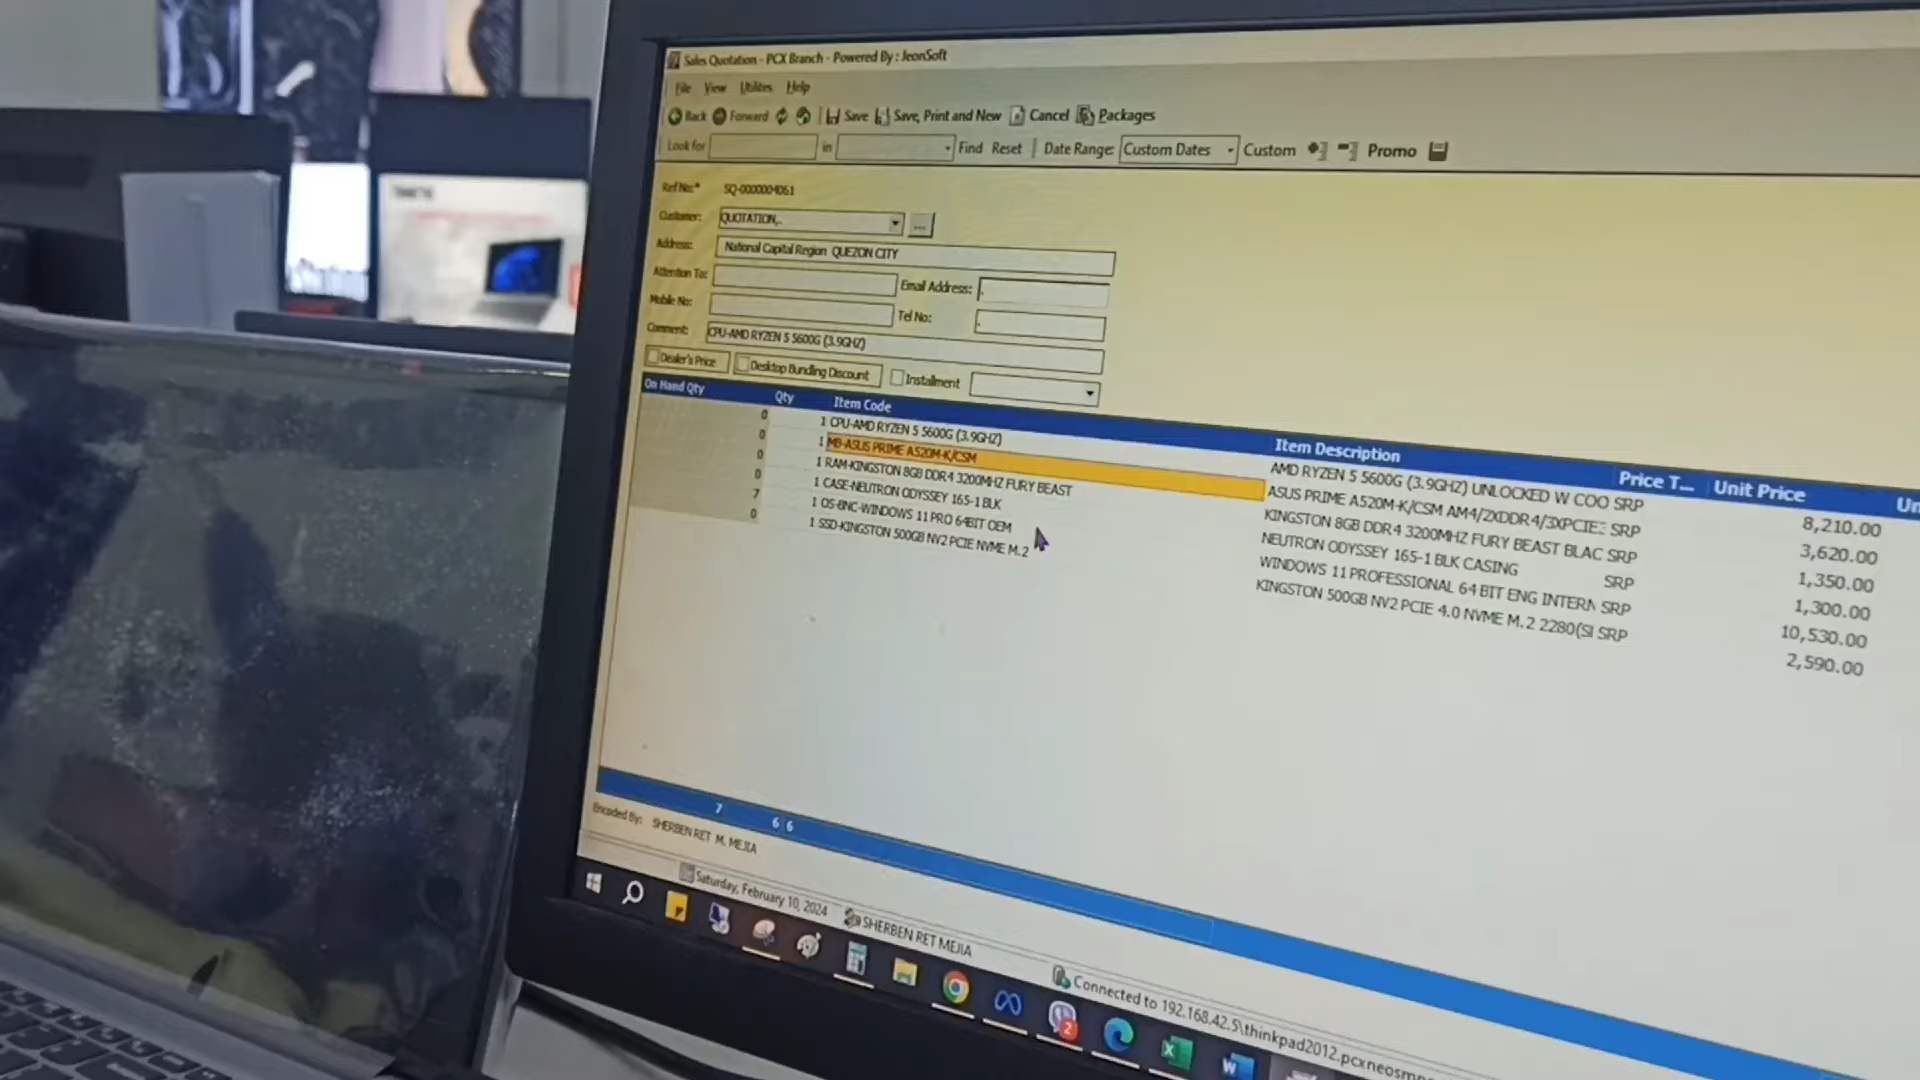 Sales Quotation - PCX Branch - Powered By : JeonSoft
File View Utilites Help
Back Forward Save Save, Print and New Cancel Packages
Look for in Find Reset Date Range: Custom Dates Custom Promo
Ref No:* SQ-0000004061
Customer: QUOTATION,.
Address: National Capital Region QUEZON CITY
Attention To: Email Address: .
Mobile No: Tel No: .
Comment: CPU-AMD RYZEN 5 5600G (3.9GHZ)
Dealer's Price Desktop Bundling Discount Installment
On Hand Qty Qty Item Code Item Description Price T... Unit Price Un
0 1 CPU-AMD RYZEN 5 5600G (3.9GHZ) AMD RYZEN 5 5600G (3.9GHZ) UNLOCKED W COO SRP 8,210.00
0 1 MB-ASUS PRIME A520M-K/CSM ASUS PRIME A520M-K/CSM AM4/2XDDR4/3XPCIE: SRP 3,620.00
0 1 RAM-KINGSTON 8GB DDR4 3200MHZ FURY BEAST KINGSTON 8GB DDR4 3200MHZ FURY BEAST BLAC SRP 1,350.00
0 1 CASE-NEUTRON ODYSSEY 165-1 BLK NEUTRON ODYSSEY 165-1 BLK CASING SRP 1,300.00
7 1 OS-BNC-WINDOWS 11 PRO 64BIT OEM WINDOWS 11 PROFESSIONAL 64 BIT ENG INTERN SRP 10,530.00
0 1 SSD-KINGSTON 500GB NV2 PCIE NVME M.2 KINGSTON 500GB NV2 PCIE 4.0 NVME M.2 2280(SI SRP 2,590.00
7 6 6
Encoded By: SHERBEN RET M. MEJIA
Saturday, February 10, 2024 SHERBEN RET MEJIA Connected to 192.168.42.5\thinkpad2012.pcxneosmp
2